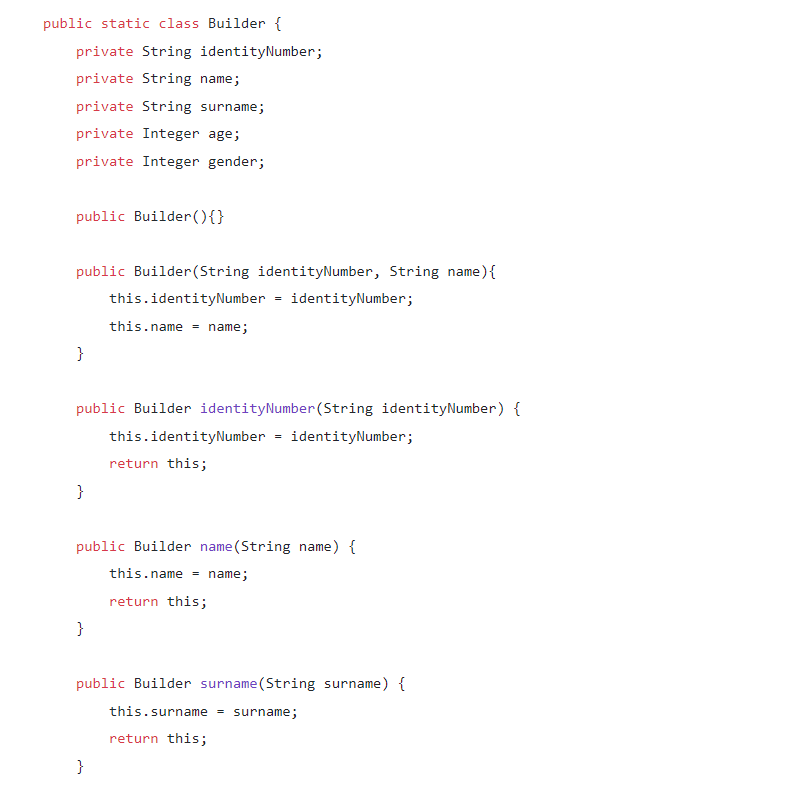 public static class Builder {
    private String identityNumber;
    private String name;
    private String surname;
    private Integer age;
    private Integer gender;

    public Builder(){}

    public Builder(String identityNumber, String name){
        this.identityNumber = identityNumber;
        this.name = name;
    }

    public Builder identityNumber(String identityNumber) {
        this.identityNumber = identityNumber;
        return this;
    }

    public Builder name(String name) {
        this.name = name;
        return this;
    }

    public Builder surname(String surname) {
        this.surname = surname;
        return this;
    }